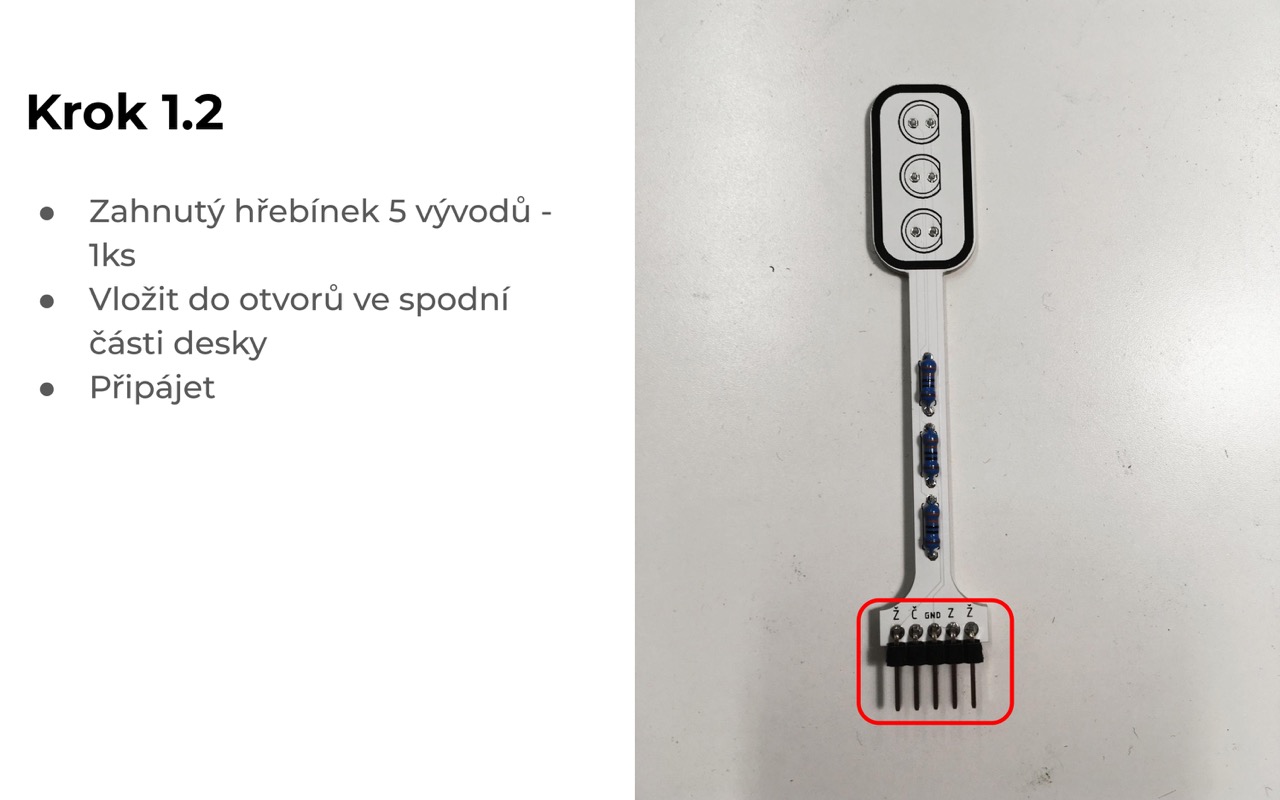 Krok 1.2
● Zahnutý hřebínek 5 vývodů -
1ks
● Vložit do otvorů ve spodní
části desky
● Připájet
Ž Č GND Z Ž